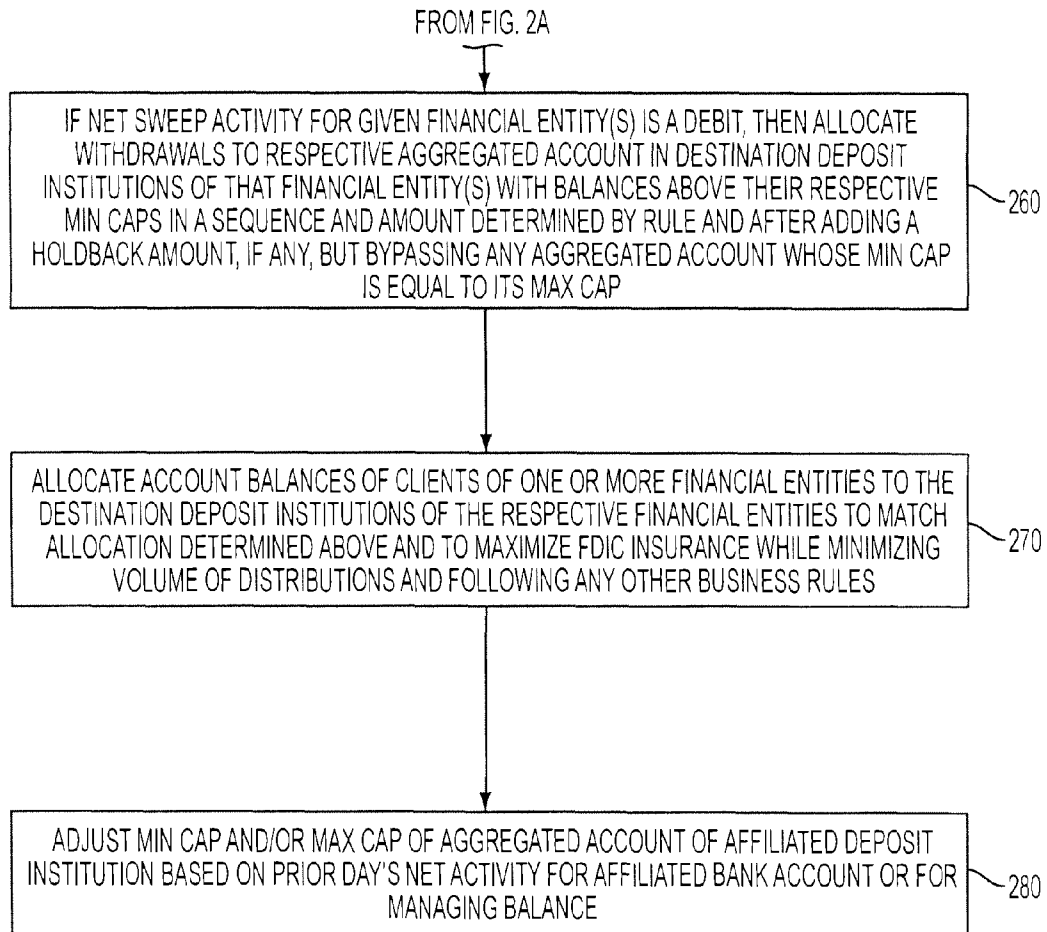 FROM FIG. 2A
IF NET SWEEP ACTIVITY FOR GIVEN FINANCIAL ENTITY(S) IS A DEBIT, THEN ALLOCATE
WITHDRAWALS TO RESPECTIVE AGGREGATED ACCOUNT IN DESTINATION DEPOSIT
INSTITUTIONS OF THAT FINANCIAL ENTITY(S) WITH BALANCES ABOVE THEIR RESPECTIVE
MIN CAPS IN A SEQUENCE AND AMOUNT DETERMINED BY RULE AND AFTER ADDING A
HOLDBACK AMOUNT, IF ANY, BUT BYPASSING ANY AGGREGATED ACCOUNT WHOSE MIN CAP
IS EQUAL TO ITS MAX CAP
260
ALLOCATE ACCOUNT BALANCES OF CLIENTS OF ONE OR MORE FINANCIAL ENTITIES TO THE
DESTINATION DEPOSIT INSTITUTIONS OF THE RESPECTIVE FINANCIAL ENTITIES TO MATCH
ALLOCATION DETERMINED ABOVE AND TO MAXIMIZE FDIC INSURANCE WHILE MINIMIZING
VOLUME OF DISTRIBUTIONS AND FOLLOWING ANY OTHER BUSINESS RULES
270
ADJUST MIN CAP AND/OR MAX CAP OF AGGREGATED ACCOUNT OF AFFILIATED DEPOSIT
INSTITUTION BASED ON PRIOR DAY'S NET ACTIVITY FOR AFFILIATED BANK ACCOUNT OR FOR
MANAGING BALANCE
280